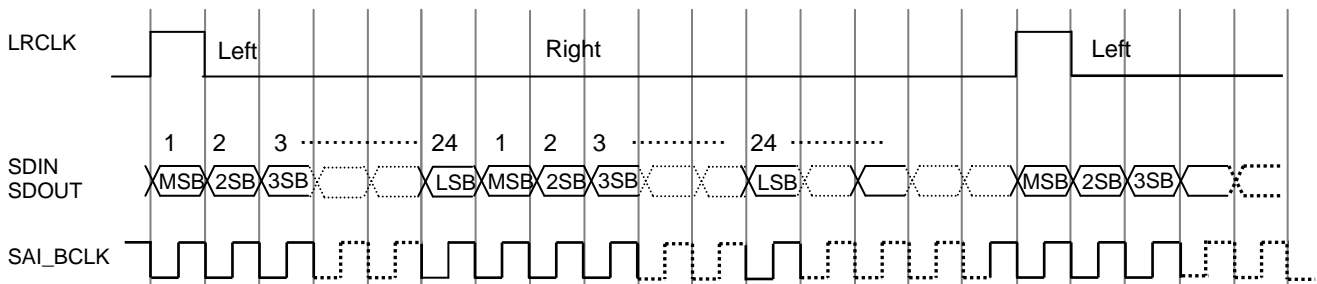 LRCLK Left Right Left
1 2 3 ........................ 24 1 2 3 .................. 24 ..................
SDIN
SDOUT
MSB 2SB 3SB LSB MSB 2SB 3SB LSB MSB 2SB 3SB
SAI_BCLK